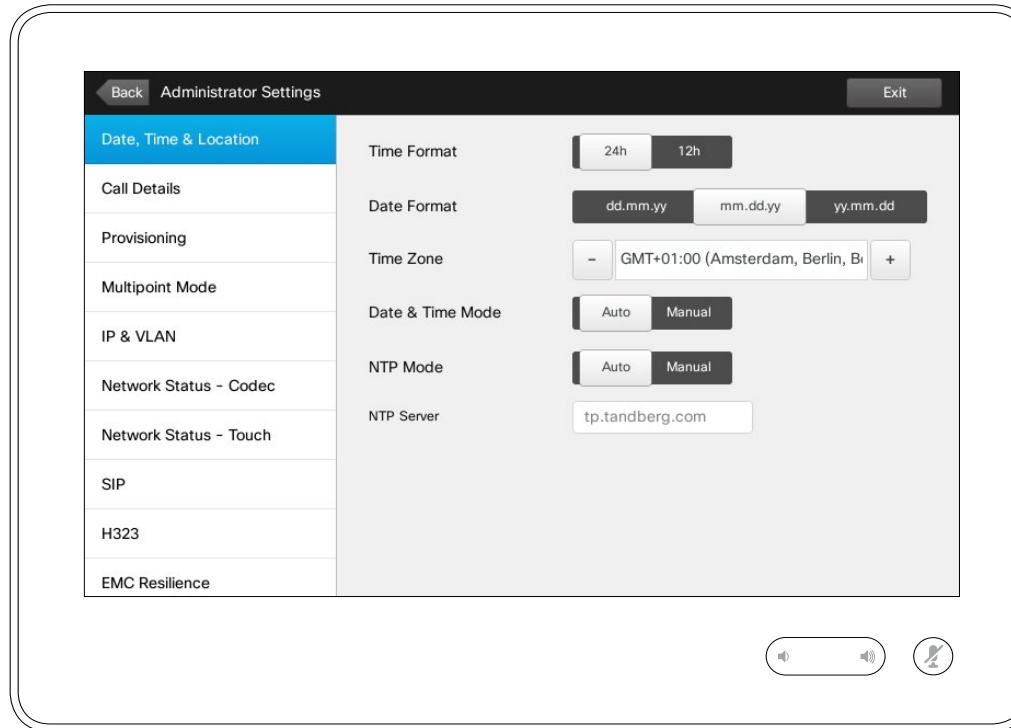 Back Administrator Settings Exit
Date, Time & Location
Call Details
Provisioning
Multipoint Mode
IP & VLAN
Network Status - Codec
Network Status - Touch
SIP
H323
EMC Resilience
Time Format 24h 12h
Date Format dd.mm.yy mm.dd.yy yy.mm.dd
Time Zone - GMT+01:00 (Amsterdam, Berlin, B +
Date & Time Mode Auto Manual
NTP Mode Auto Manual
NTP Server tp.tandberg.com